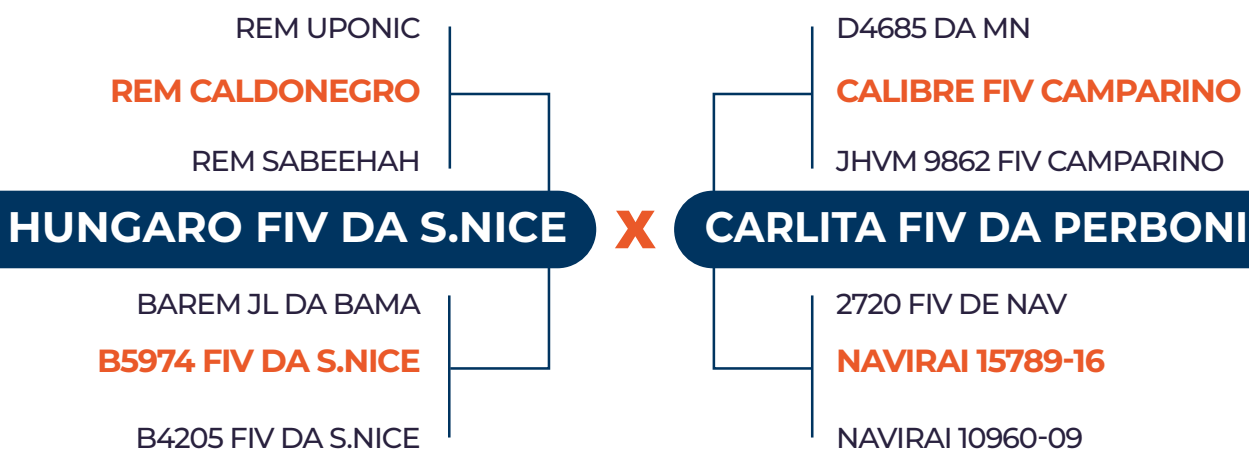 REM UPONIC
REM CALDONEGRO
REM SABEEHAH
HUNGARO FIV DA S.NICE
BAREM JL DA BAMA
B5974 FIV DA S.NICE
B4205 FIV DA S.NICE
X
D4685 DA MN
CALIBRE FIV CAMPARINO
JHVM 9862 FIV CAMPARINO
CARLITA FIV DA PERBONI
2720 FIV DE NAV
NAVIRAI 15789-16
NAVIRAI 10960-09